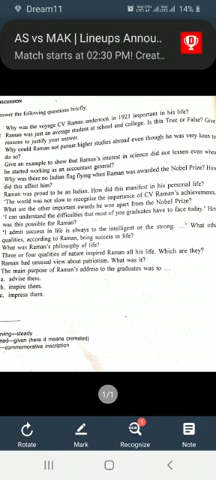 Dream11
14%
AS vs MAK | Lineups Annou..
Match starts at 02:30 PM! Creat..
SCUSSION
swer the following questions briefly.
Why was the voyage CV Raman undertook in 1921 important in his life?
Raman was just an average student at school and college. Is this True or False? Give
reasons to justify your answer.
Why could Raman not pursue higher studies abroad even though he was very keen to
do so?
Give an example to show that Raman's interest in science did not lessen even when
he started working as an accountant general?
Why was there no Indian flag flying when Raman was awarded the Nobel Prize? How
did this affect him?
Raman was proud to be an Indian. How did this manifest in his personal life?
'The world was not slow to recognise the importance of CV Raman's achievements.'
What are the other important awards he won apart from the Nobel Prize?
'I can understand the difficulties that most of you graduates have to face today.' How
was this possible for Raman?
'I admit success in life is always to the intelligent or the strong. ...' What other
qualities, according to Raman, bring success in life?
What was Raman's philosophy of life?
Three or four qualities of nature inspired Raman all his life. Which are they?
Raman had unusual view about patriotism. What was it?
The main purpose of Raman's address to the graduates was to ...
a. advise them.
b. inspire them.
c. impress them.
ving—steady
ned—given (here it means cremated)
—commemorative inscription
1/1
Rotate
Mark
1
Recognize
Note